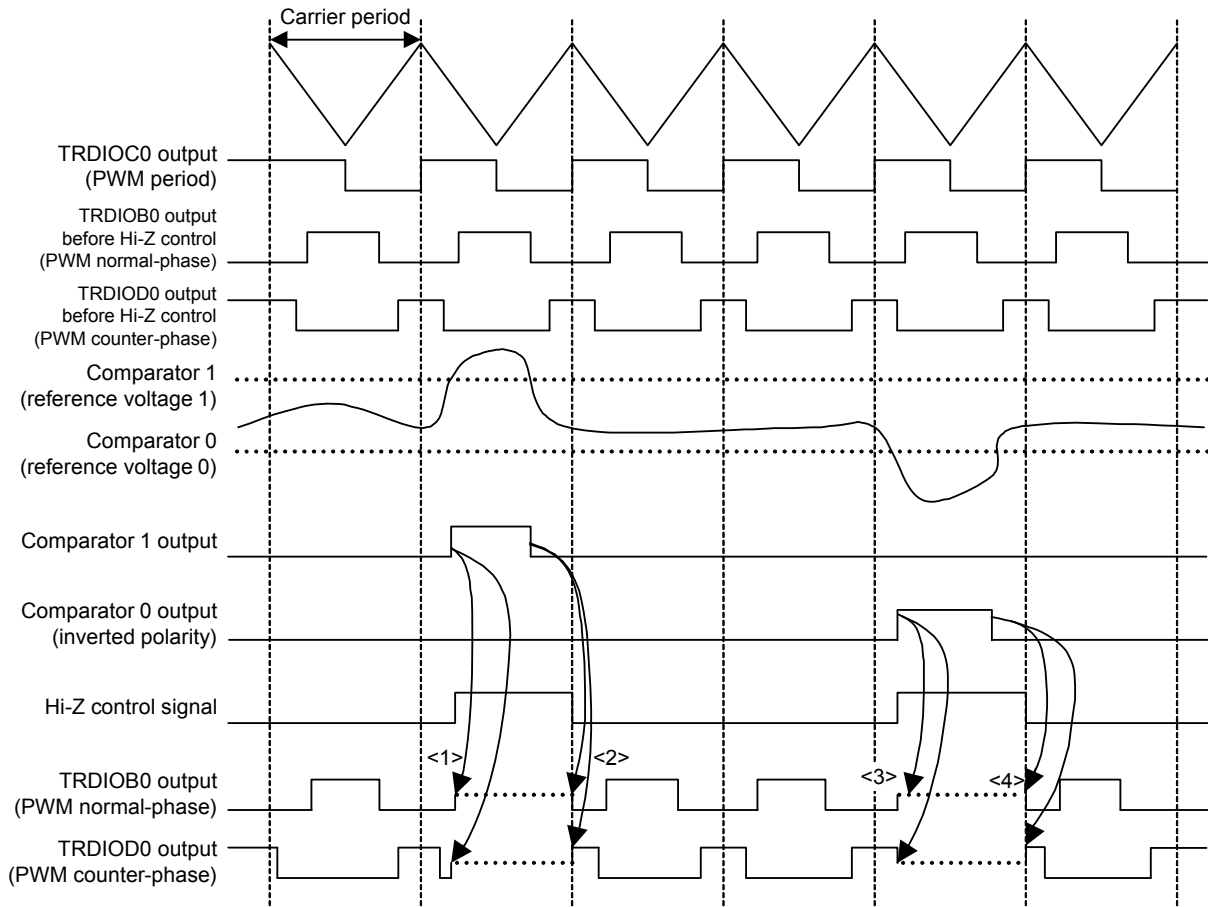 Carrier period
TRDIOC0 output
(PWM period)
TRDIOB0 output
before Hi-Z control
(PWM normal-phase)
TRDIOD0 output
before Hi-Z control
(PWM counter-phase)
Comparator 1
(reference voltage 1)
Comparator 0
(reference voltage 0)
Comparator 1 output
Comparator 0 output
(inverted polarity)
Hi-Z control signal
<1>
<2>
<3>
<4>
TRDIOB0 output
(PWM normal-phase)
TRDIOD0 output
(PWM counter-phase)